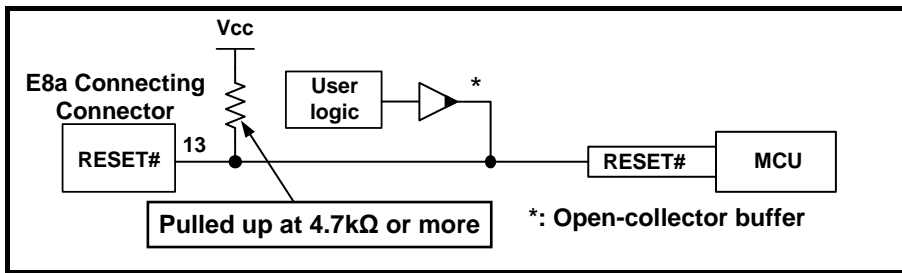 Vcc
E8a Connecting
Connector
User
logic
*
RESET#
13
RESET#
MCU
Pulled up at 4.7kΩ or more
*: Open-collector buffer